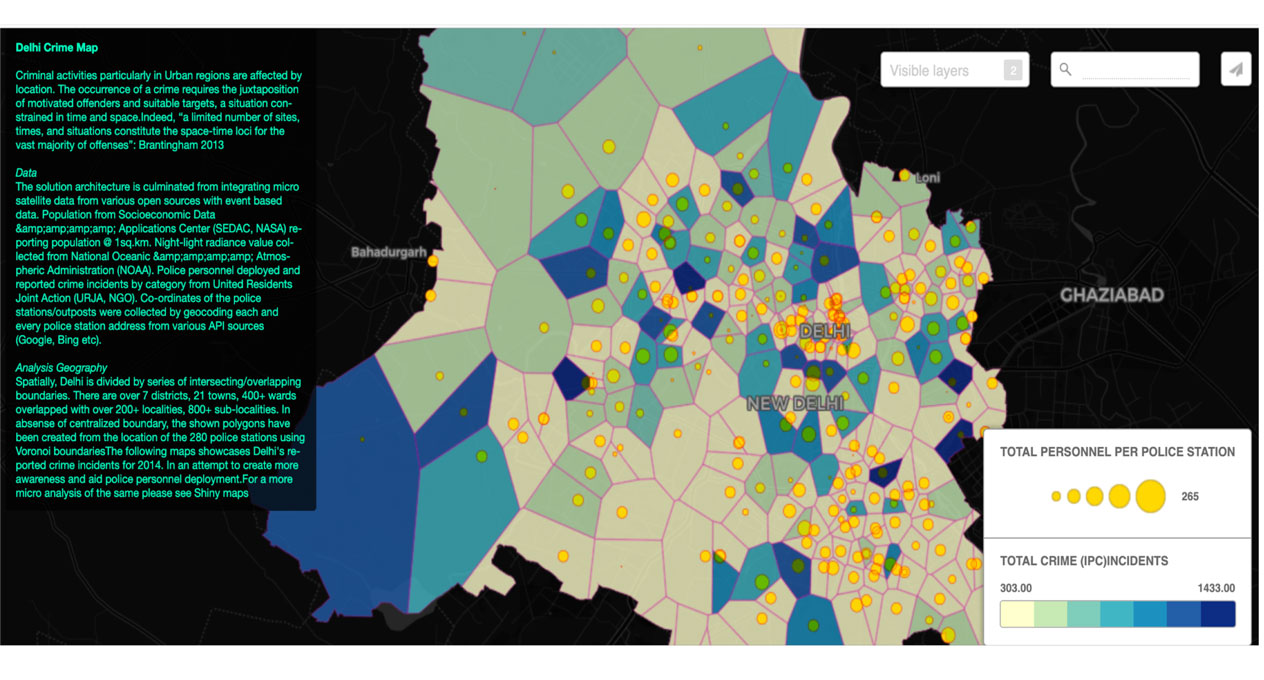 Delhi Crime Map
Criminal activities particularly in Urban regions are affected by
location. The occurrence of a crime requires the juxtaposition
of motivated offenders and suitable targets, a situation con-
strained in time and space.Indeed, “a limited number of sites,
times, and situations constitute the space-time loci for the
vast majority of offenses”: Brantingham 2013
Data
The solution architecture is culminated from integrating micro
satellite data from various open sources with event based
data. Population from Socioeconomic Data
&amp;amp;amp;amp; Applications Center (SEDAC, NASA) re-
porting population @ 1sq.km. Night-light radiance value col-
lected from National Oceanic &amp;amp;amp;amp; Atmos-
pheric Administration (NOAA). Police personnel deployed and
reported crime incidents by category from United Residents
Joint Action (URJA, NGO). Co-ordinates of the police
stations/outposts were collected by geocoding each and
every police station address from various API sources
(Google, Bing etc).
Analysis Geography
Spatially, Delhi is divided by series of intersecting/overlapping
boundaries. There are over 7 districts, 21 towns, 400+ wards
overlapped with over 200+ localities, 800+ sub-localities. In
absense of centralized boundary, the shown polygons have
been created from the location of the 280 police stations using
Voronoi boundariesThe following maps showcases Delhi's re-
ported crime incidents for 2014. In an attempt to create more
awareness and aid police personnel deployment.For a more
micro analysis of the same please see Shiny maps
Visible layers 2
Loni
Bahadurgarh
GHAZIABAD
DELHI
NEW DELHI
TOTAL PERSONNEL PER POLICE STATION
265
TOTAL CRIME (IPC)INCIDENTS
303.00 1433.00